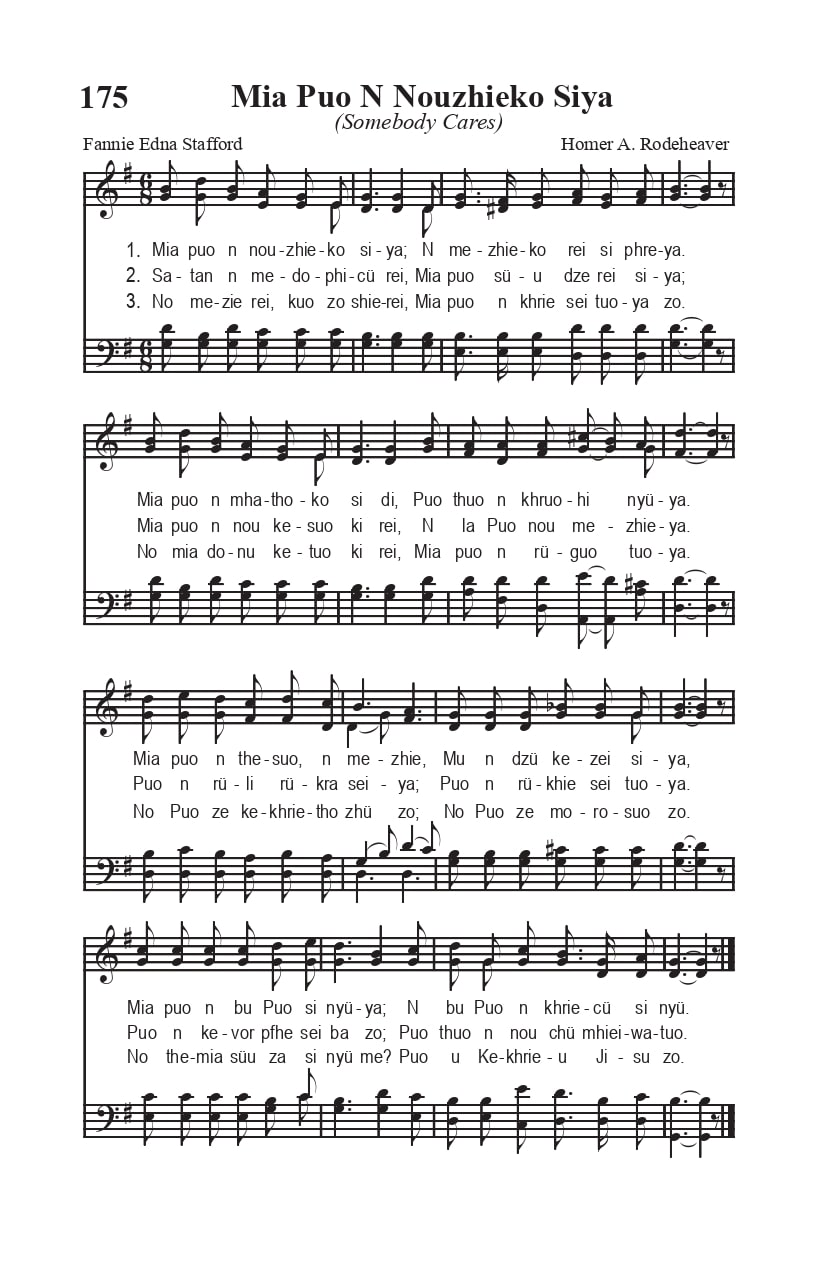 175 Mia Puo N Nouzhieko Siya
(Somebody Cares)
Fannie Edna Stafford Homer A. Rodeheaver
1. Mia puo n nou-zhie-ko si-ya; N me-zhie-ko rei si phre-ya.
2. Sa-tan n me-do-phi-cü rei, Mia puo sü-u dze rei si-ya;
3. No me-zie rei, kuo zo shie-rei, Mia puo n khrie sei tuo-ya zo.
Mia puo n mha-tho-ko si di, Puo thuo n khruo-hi nyü-ya.
Mia puo n nou ke-suo ki rei, N la Puo nou me-zhie-ya.
No mia do-nu ke-tuo ki rei, Mia puo n rü-guo tuo-ya.
Mia puo n the-suo, n me-zhie, Mu n dzü ke-zei si-ya,
Puo n rü-li rü-kra sei-ya; Puo n rü-khie sei tuo-ya.
No Puo ze ke-khrie-tho zhü zo; No Puo ze mo-ro-suo zo.
Mia puo n bu Puo si nyü-ya; N bu Puo n khrie-cü si nyü.
Puo n ke-vor pfhe sei ba zo; Puo thuo n nou chü mhiei-wa-tuo.
No the-mia süu za si nyü me? Puo u Ke-khrie-u Ji-su zo.